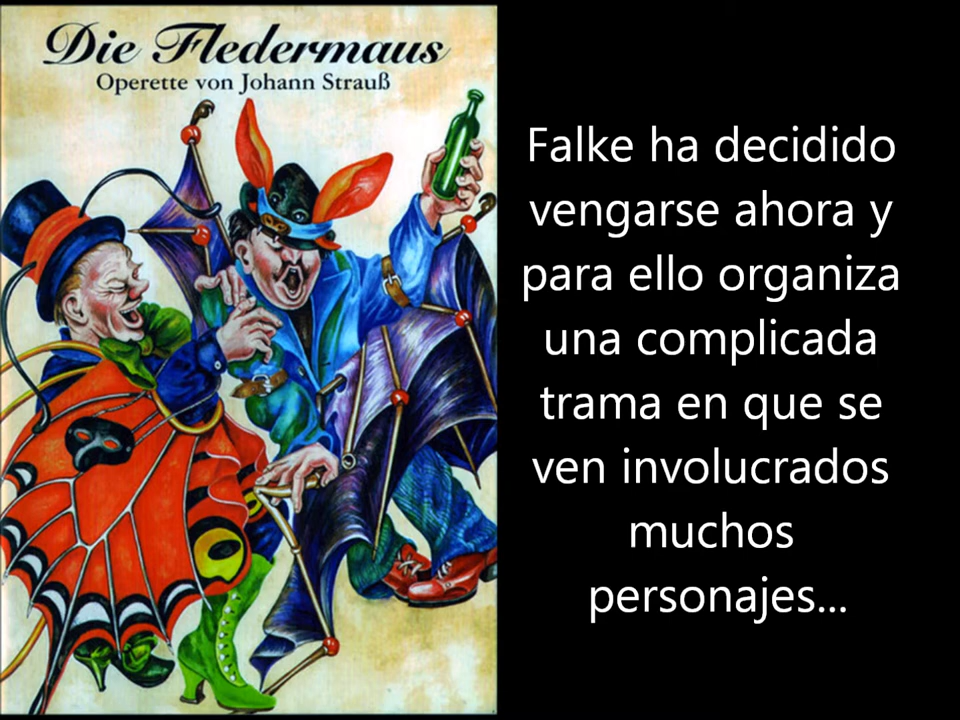 Die Fledermaus
Operette von Johann Strauß
Falke ha decidido
vengarse ahora y
para ello organiza
una complicada
trama en que se
ven involucrados
muchos
personajes...